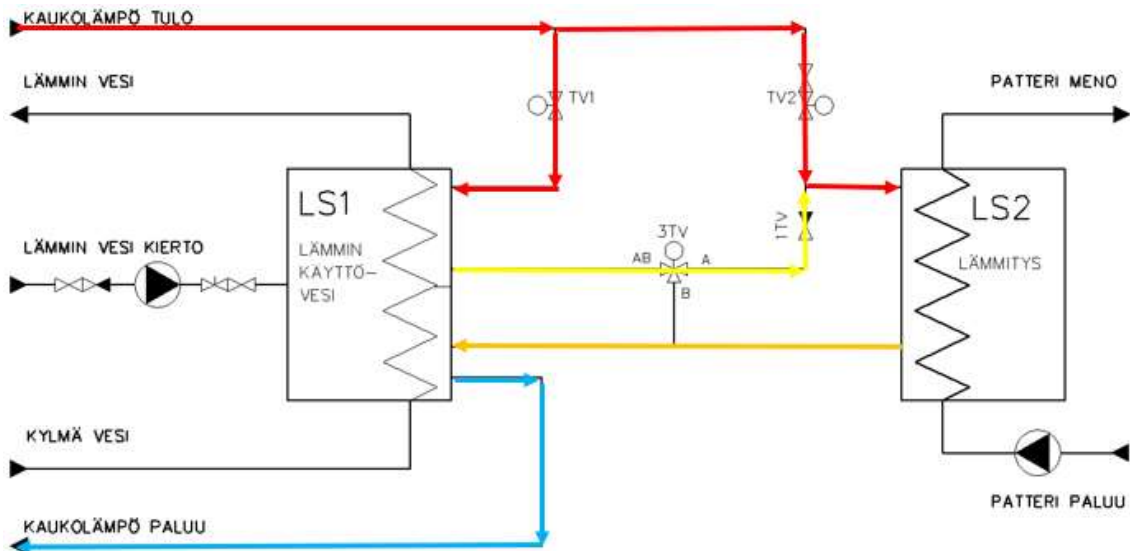 KAUKOLÄMPÖ TULO
LÄMMIN VESI
TV1
TV2
PATTERI MENO
LS1
LÄMMIN
KÄYTTÖ-
VESI
LÄMMIN VESI KIERTO
3TV
AB
A
B
1TV
LS2
LÄMMITYS
KYLMÄ VESI
PATTERI PALUU
KAUKOLÄMPÖ PALUU